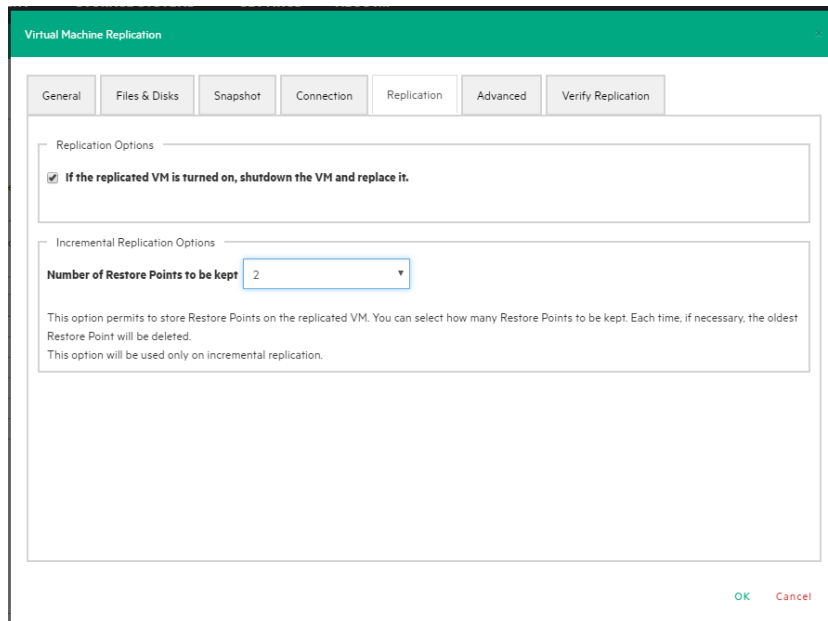 Virtual Machine Replication
General
Files & Disks
Snapshot
Connection
Replication
Advanced
Verify Replication
Replication Options
If the replicated VM is turned on, shutdown the VM and replace it.
Incremental Replication Options
Number of Restore Points to be kept 2
This option permits to store Restore Points on the replicated VM. You can select how many Restore Points to be kept. Each time, if necessary, the oldest
Restore Point will be deleted.
This option will be used only on incremental replication.
OK Cancel